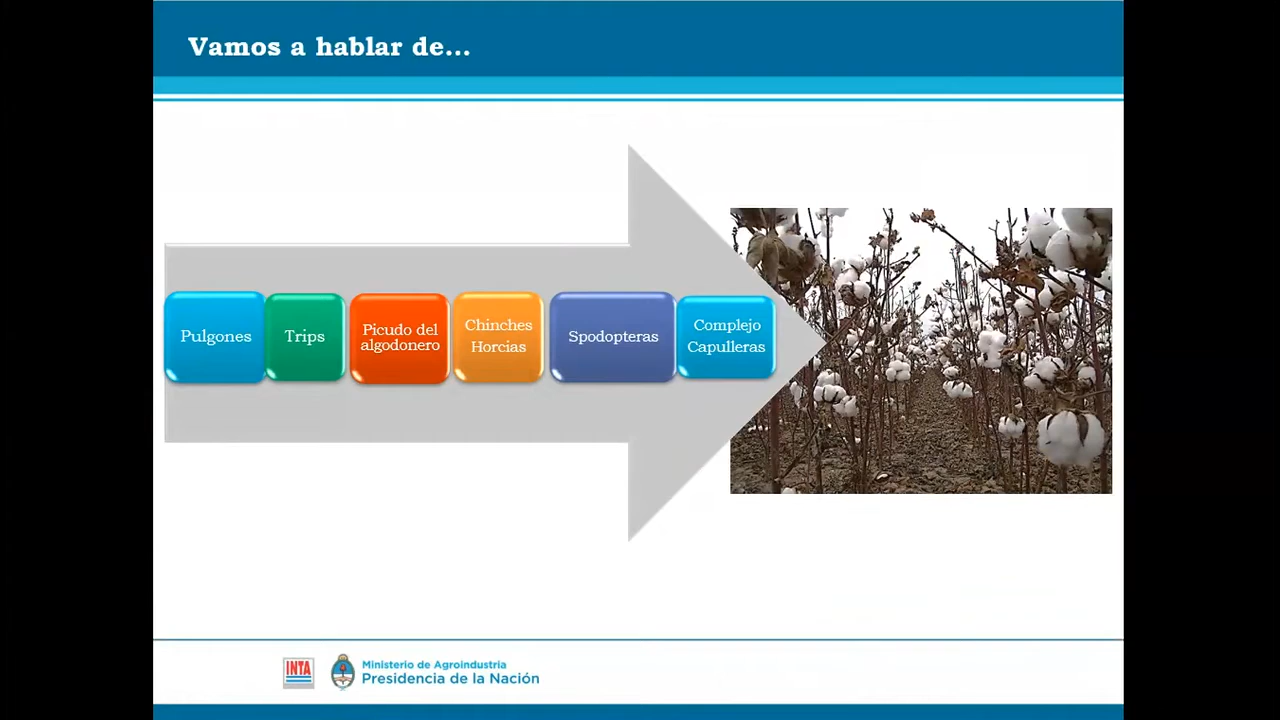 Vamos a hablar de...
Pulgones
Trips
Picudo del
algodonero
Chinches
Horcias
Spodopteras
Complejo
Capulleras
INTA
Ministerio de Agroindustria
Presidencia de la Nación